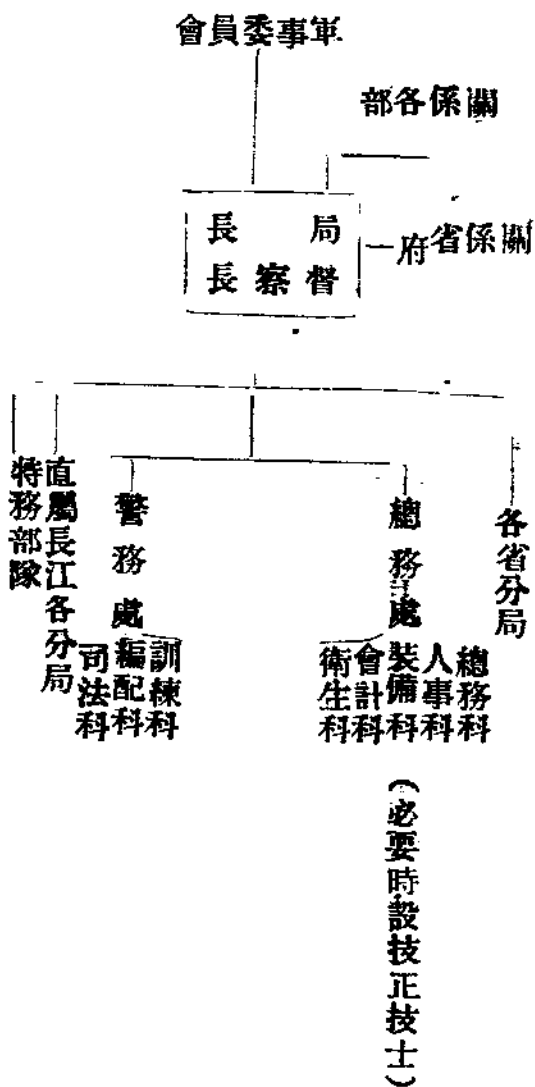 軍事委員會
關係各部
局長
督察長
關係省府
各省分局
總務處
總務科
人事科
裝備科
會計科
衛生科
(必要時設技正技士)
警務處
訓練科
編配科
司法科
直屬長江各分局
特務部隊